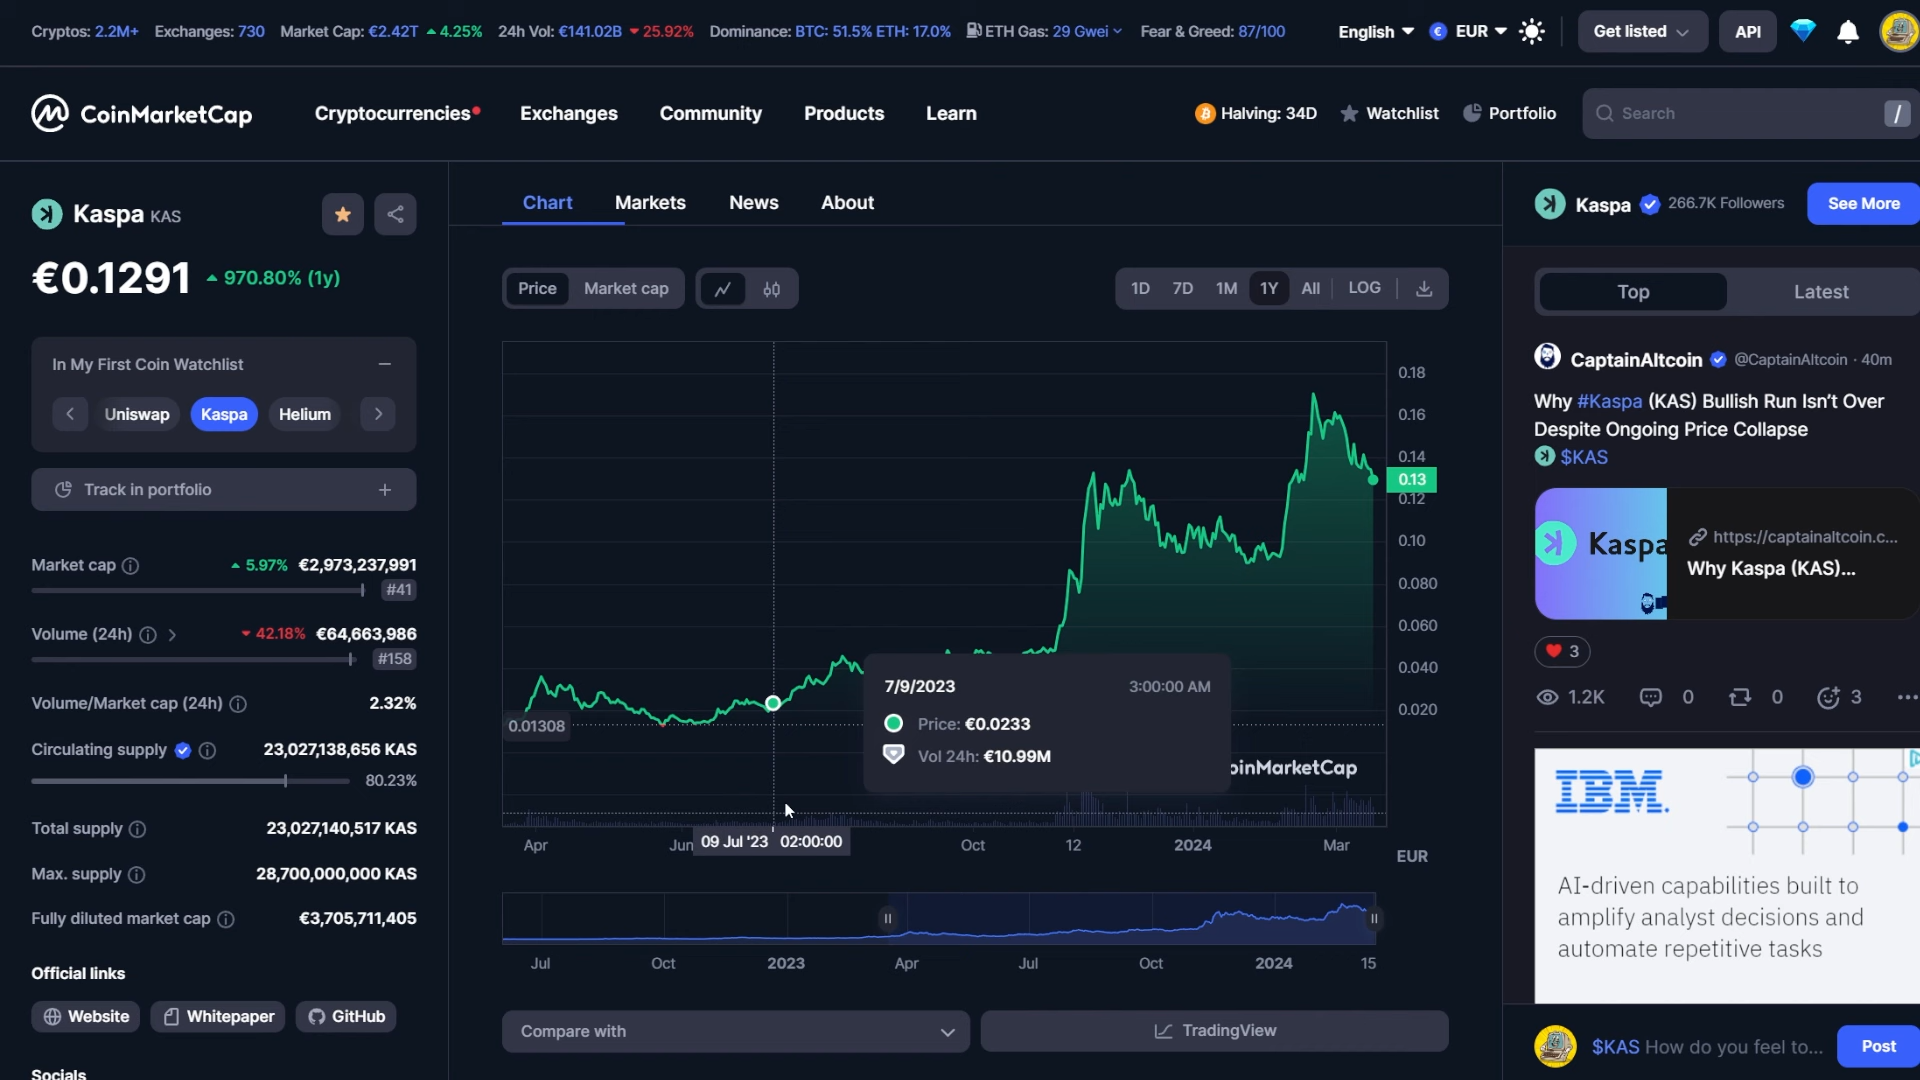 Cryptos: 2.2M+ Exchanges: 730 Market Cap: €2.42T 4.25% 24h Vol: €141.02B 25.92% Dominance: BTC: 51.5% ETH: 17.0% ETH Gas: 29 Gwei Fear & Greed: 87/100 English € EUR Get listed API
CoinMarketCap Cryptocurrencies Exchanges Community Products Learn Halving: 34D Watchlist Portfolio Search /
Kaspa KAS
€0.1291 970.80% (1y)
In My First Coin Watchlist
Uniswap Kaspa Helium
Track in portfolio +
Market cap 5.97% €2,973,237,991
#41
Volume (24h) 42.18% €64,663,986
#158
Volume/Market cap (24h) 2.32%
Circulating supply 23,027,138,656 KAS
80.23%
Total supply 23,027,140,517 KAS
Max. supply 28,700,000,000 KAS
Fully diluted market cap €3,705,711,405
Official links
Website Whitepaper GitHub
Socials
Chart Markets News About
Price Market cap 1D 7D 1M 1Y All LOG
0.18
0.16
0.14
0.13
0.12
0.10
0.080
0.060
0.040
0.020
0.01308
7/9/2023 3:00:00 AM
Price: €0.0233
Vol 24h: €10.99M
oinMarketCap
09 Jul '23 02:00:00
Apr Jun Oct 12 2024 Mar
EUR
Jul Oct 2023 Apr Jul Oct 2024 15
Compare with TradingView
Kaspa 266.7K Followers See More
Top Latest
CaptainAltcoin @CaptainAltcoin · 40m
Why #Kaspa (KAS) Bullish Run Isn't Over
Despite Ongoing Price Collapse
$KAS
Kaspa
https://captainaltcoin.c...
Why Kaspa (KAS)...
3
1.2K 0 0 3
IBM.
AI-driven capabilities built to
amplify analyst decisions and
automate repetitive tasks
$KAS How do you feel to... Post